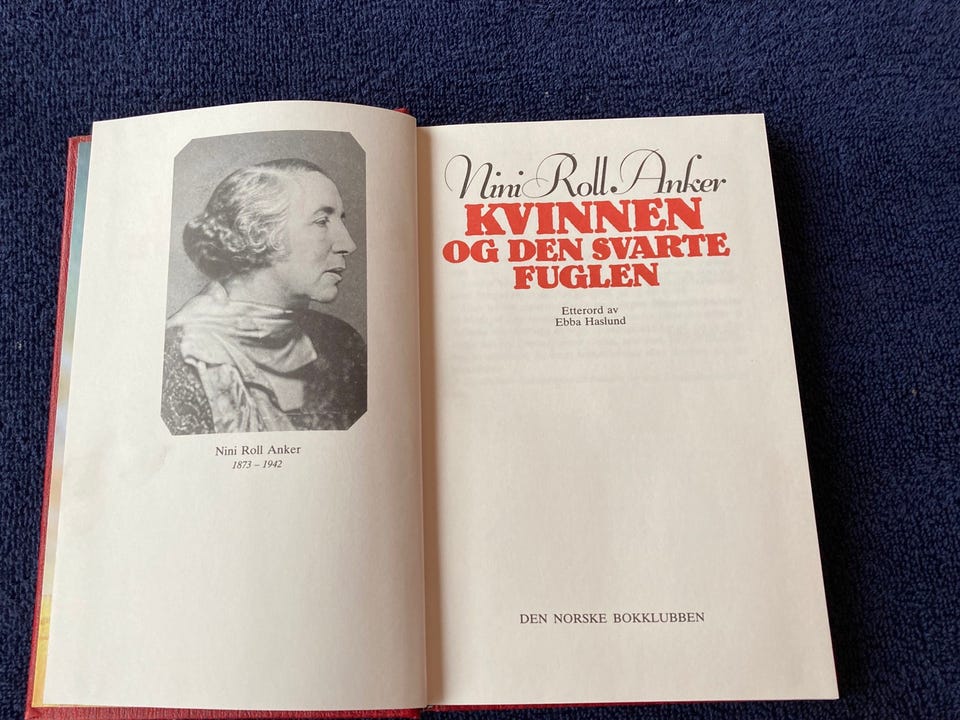 Nini Roll Anker
1873 – 1942
Nini Roll Anker
KVINNEN
OG DEN SVARTE
FUGLEN
Etterord av
Ebba Haslund
DEN NORSKE BOKKLUBBEN